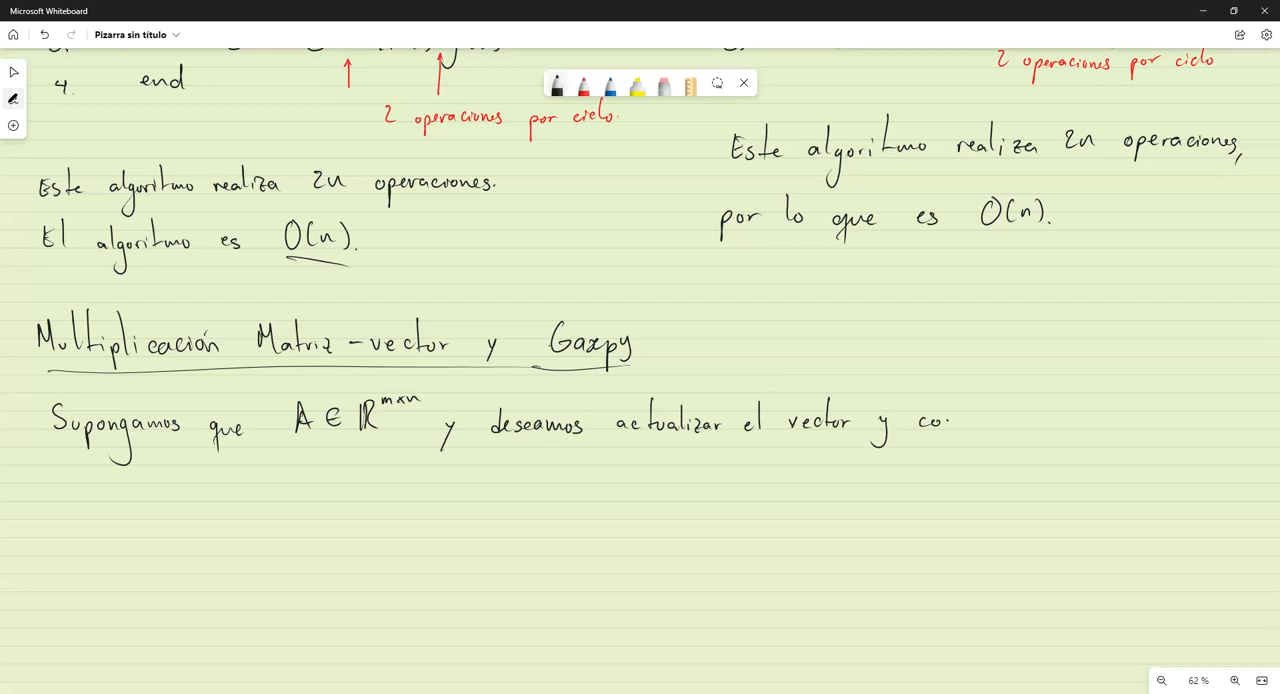 Microsoft Whiteboard
Pizarra sin título
4. end
2 operaciones por ciclo.
Este algoritmo realiza 2n operaciones.
El algoritmo es O(n).
2 operaciones por ciclo
Este algoritmo realiza 2n operaciones,
por lo que es O(n).
Multiplicación Matriz-vector y Gaxpy
Supongamos que A ∈ ℝ^{m×n} y deseamos actualizar el vector y co
62 %